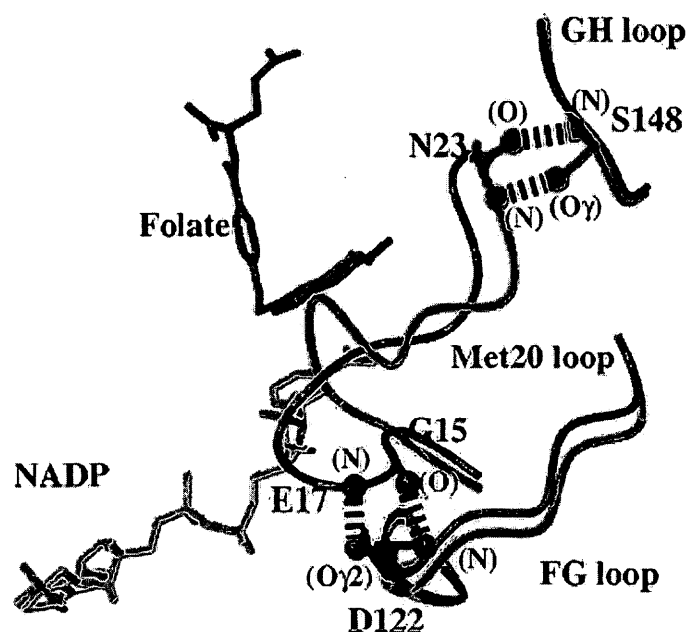 GH loop
(O)
(N)
S148
N23
(N)
(Oγ)
Folate
Met20 loop
G15
NADP
(N)
E17
(O)
(Oγ2)
(N)
FG loop
D122